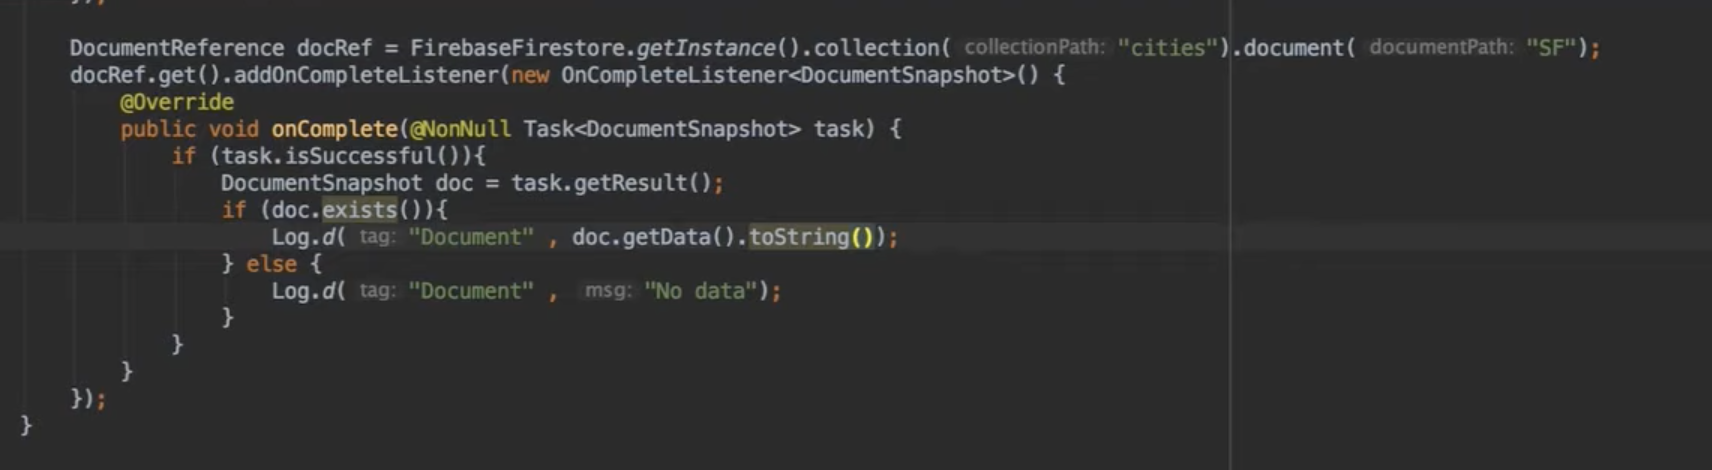 });
DocumentReference docRef = FirebaseFirestore.getInstance().collection( collectionPath: "cities").document( documentPath: "SF");
docRef.get().addOnCompleteListener(new OnCompleteListener<DocumentSnapshot>() {
@Override
public void onComplete(@NonNull Task<DocumentSnapshot> task) {
if (task.isSuccessful()){
DocumentSnapshot doc = task.getResult();
if (doc.exists()){
Log.d( tag: "Document" , doc.getData().toString());
} else {
Log.d( tag: "Document" , msg: "No data");
}
}
}
});
}